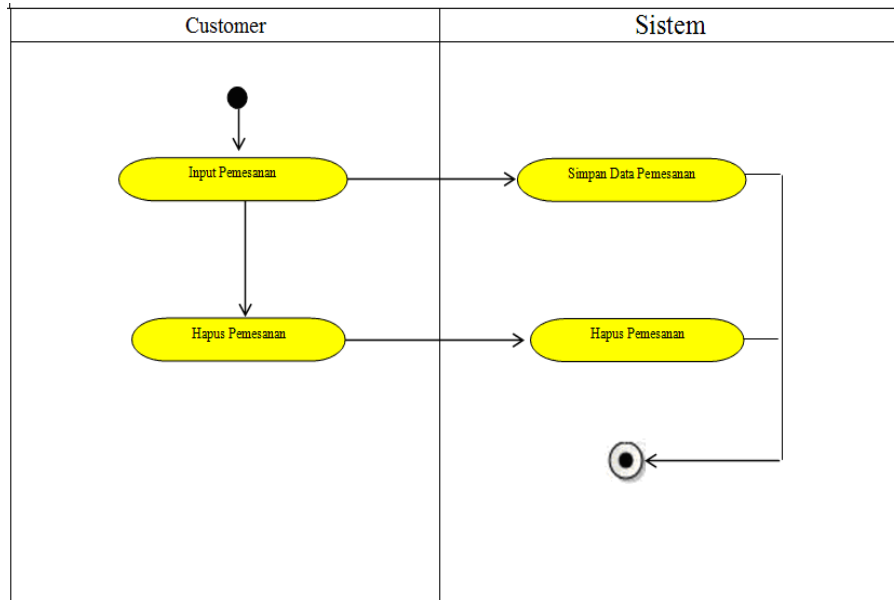 Customer
Sistem
Input Pemesanan
Simpan Data Pemesanan
Hapus Pemesanan
Hapus Pemesanan